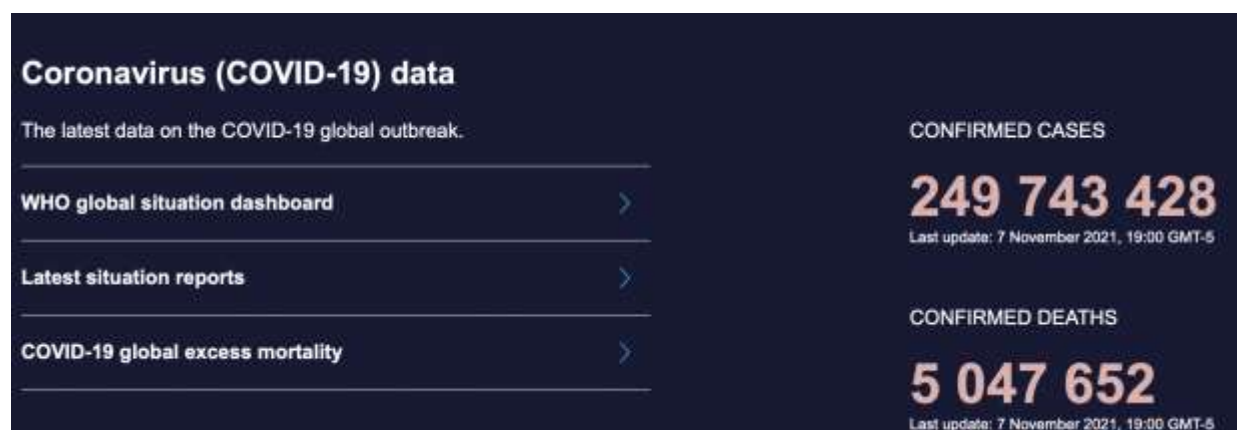 Coronavirus (COVID-19) data
The latest data on the COVID-19 global outbreak.
WHO global situation dashboard
Latest situation reports
COVID-19 global excess mortality
CONFIRMED CASES
249 743 428
Last update: 7 November 2021, 19:00 GMT-5
CONFIRMED DEATHS
5 047 652
Last update: 7 November 2021, 19:00 GMT-5